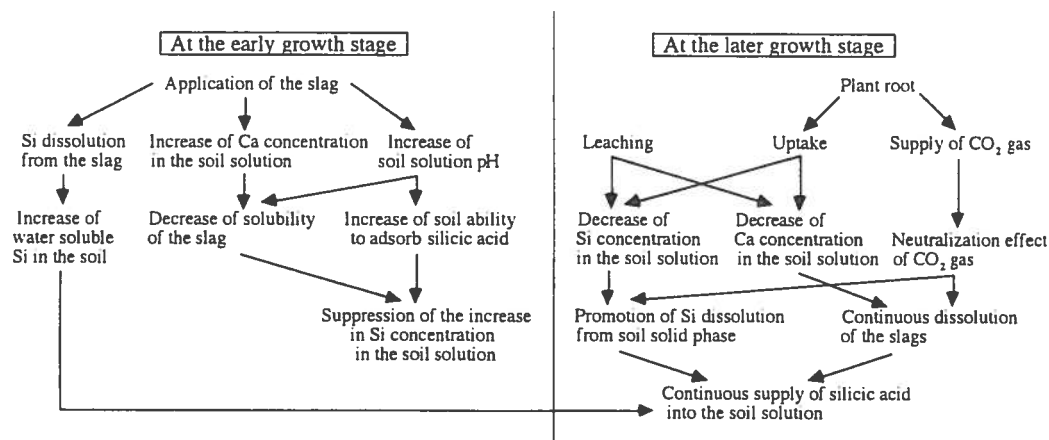 At the early growth stage
Application of the slag
Si dissolution
from the slag
Increase of Ca concentration
in the soil solution
Increase of
soil solution pH
Increase of
water soluble
Si in the soil
Decrease of solubility
of the slag
Increase of soil ability
to adsorb silicic acid
Suppression of the increase
in Si concentration
in the soil solution
At the later growth stage
Plant root
Leaching
Uptake
Supply of CO₂ gas
Decrease of
Si concentration
in the soil solution
Decrease of
Ca concentration
in the soil solution
Neutralization effect
of CO₂ gas
Promotion of Si dissolution
from soil solid phase
Continuous dissolution
of the slags
Continuous supply of silicic acid
into the soil solution